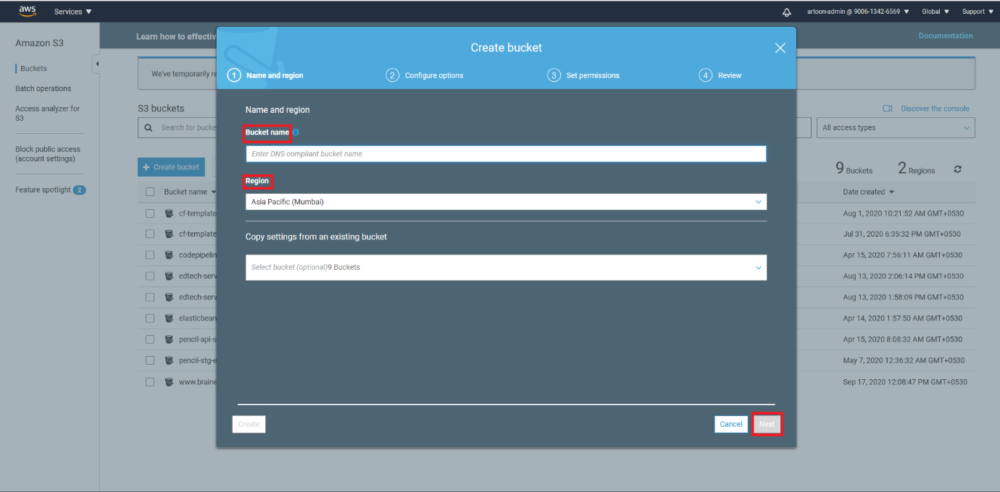 aws
Services
artoon-admin @ 9006-1342-6569
Global
Support
Amazon S3
Buckets
Batch operations
Access analyzer for
S3
Block public access
(account settings)
Feature spotlight 2
Learn how to effectiv
Documentation
We've temporarily re
S3 buckets
Discover the console
Search for bucke
All access types
+ Create bucket
9 Buckets
2 Regions
Bucket name
Date created
cf-template
Aug 1, 2020 10:21:52 AM GMT+0530
cf-template
Jul 31, 2020 6:35:32 PM GMT+0530
codepipelin
Apr 15, 2020 7:56:11 AM GMT+0530
edtech-serv
Aug 13, 2020 2:06:14 PM GMT+0530
edtech-serv
Aug 13, 2020 1:58:09 PM GMT+0530
elasticbean
Apr 14, 2020 1:57:50 AM GMT+0530
pencil-api-s
Apr 15, 2020 8:08:32 AM GMT+0530
pencil-stg-e
May 7, 2020 12:36:32 AM GMT+0530
www.braine
Sep 17, 2020 12:08:47 PM GMT+0530
Create bucket
1 Name and region
2 Configure options
3 Set permissions
4 Review
Name and region
Bucket name
Enter DNS-compliant bucket name
Region
Asia Pacific (Mumbai)
Copy settings from an existing bucket
Select bucket (optional)9 Buckets
Create
Cancel
Next